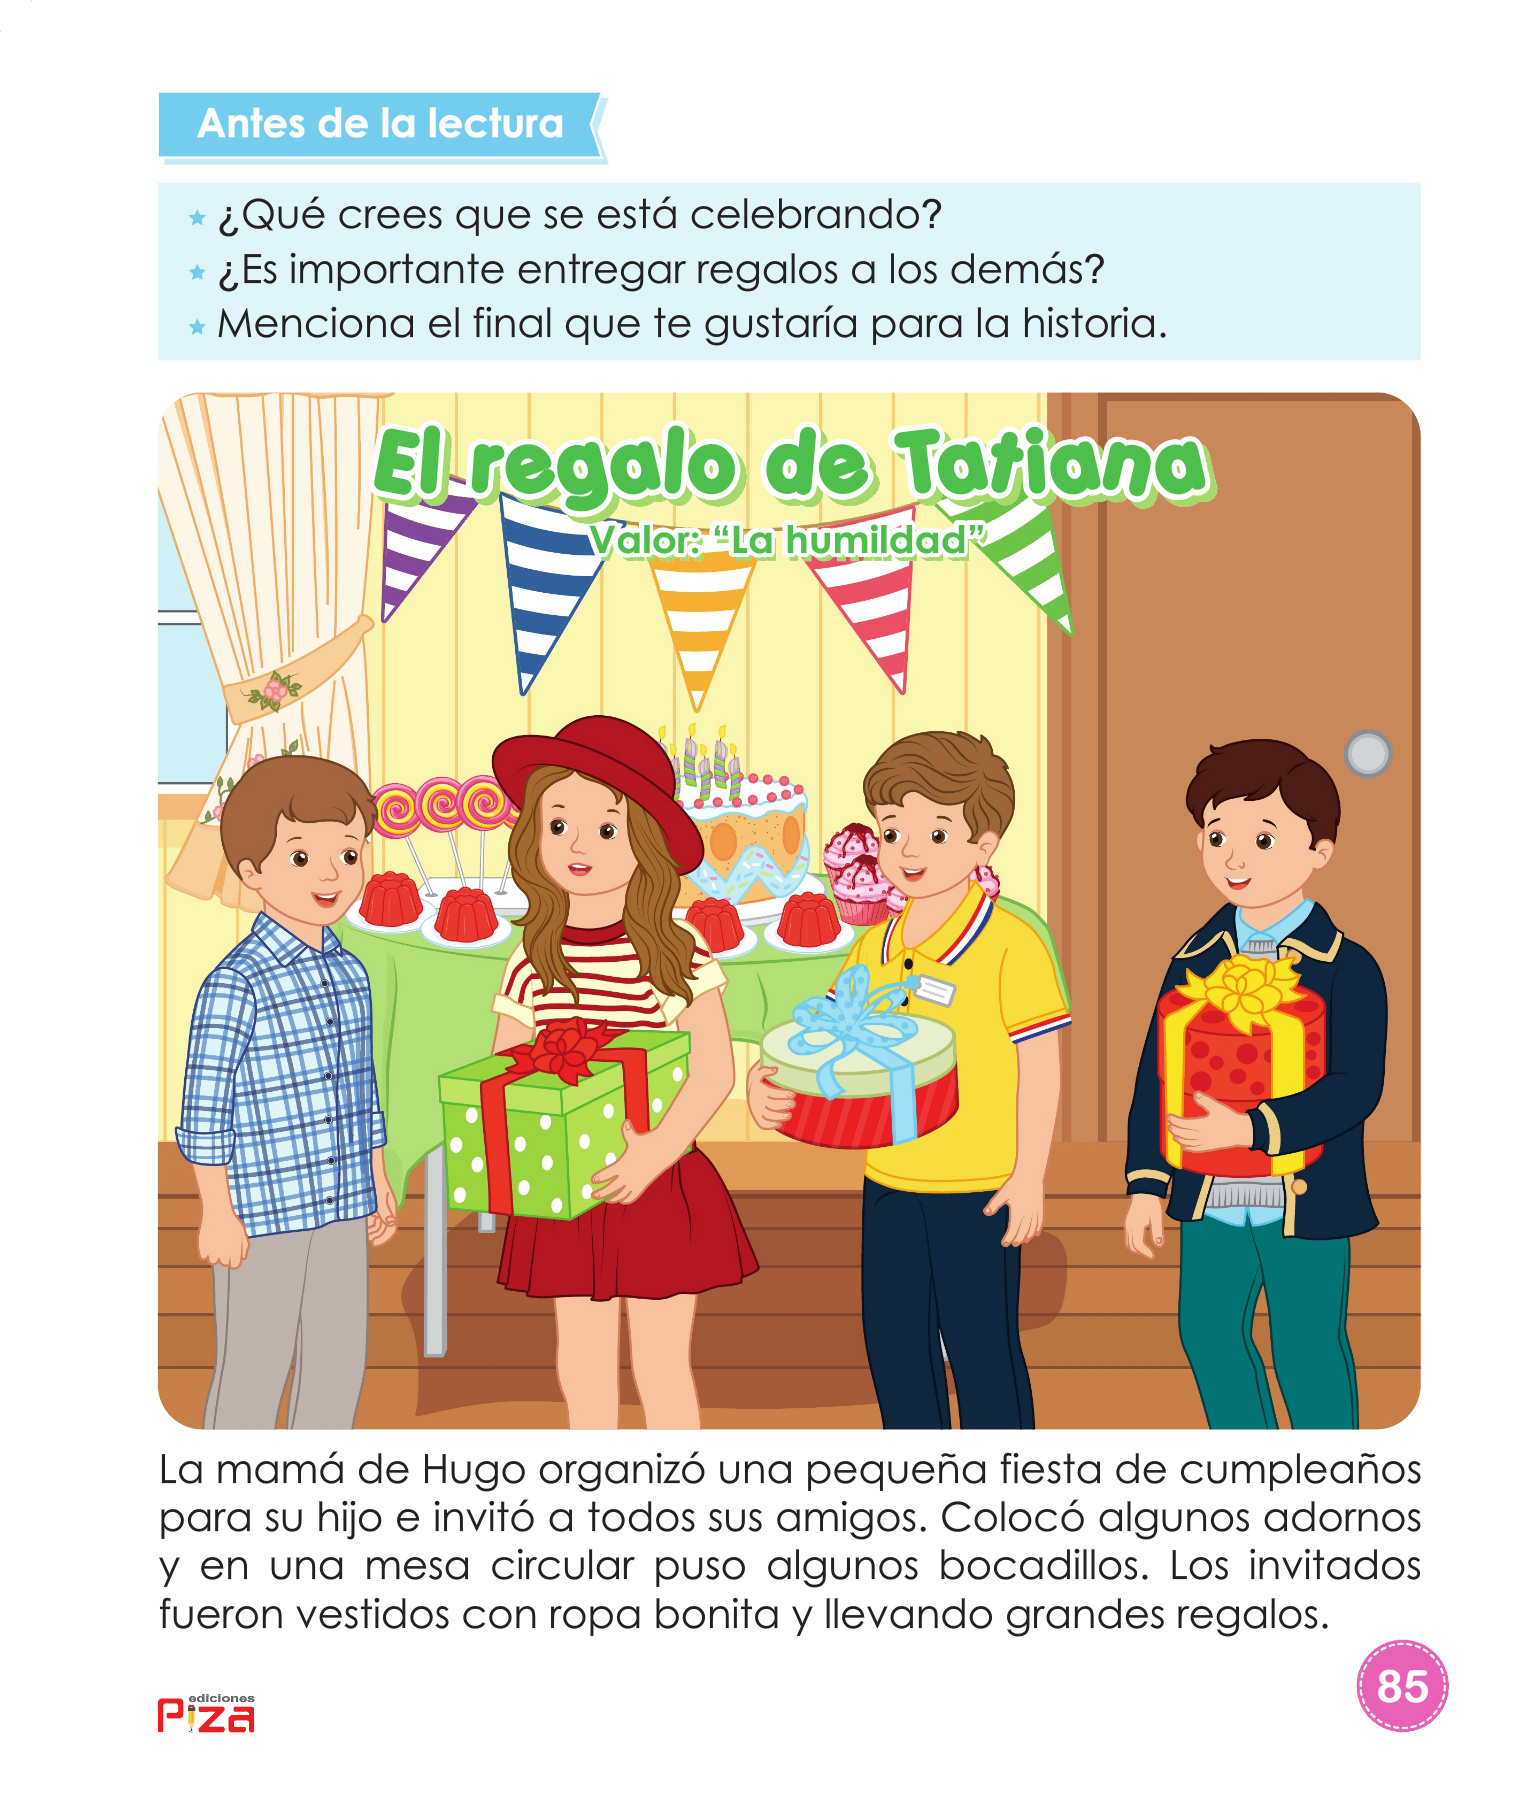 Antes de la lectura
¿Qué crees que se está celebrando?
¿Es importante entregar regalos a los demás?
Menciona el final que te gustaría para la historia.
El regalo de Tatiana
Valor: “La humildad”
La mamá de Hugo organizó una pequeña fiesta de cumpleaños
para su hijo e invitó a todos sus amigos. Colocó algunos adornos
y en una mesa circular puso algunos bocadillos. Los invitados
fueron vestidos con ropa bonita y llevando grandes regalos.
85
ediciones
Piza